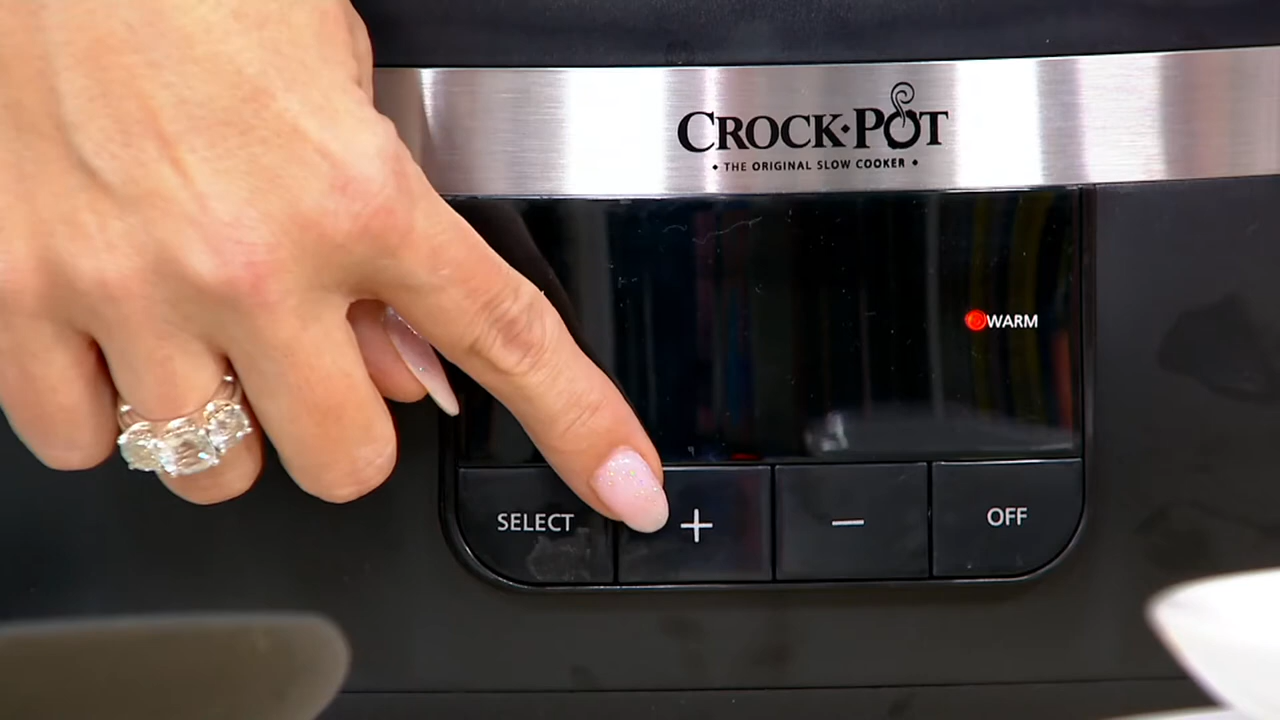 CROCK·POT
• THE ORIGINAL SLOW COOKER •
WARM
SELECT + — OFF